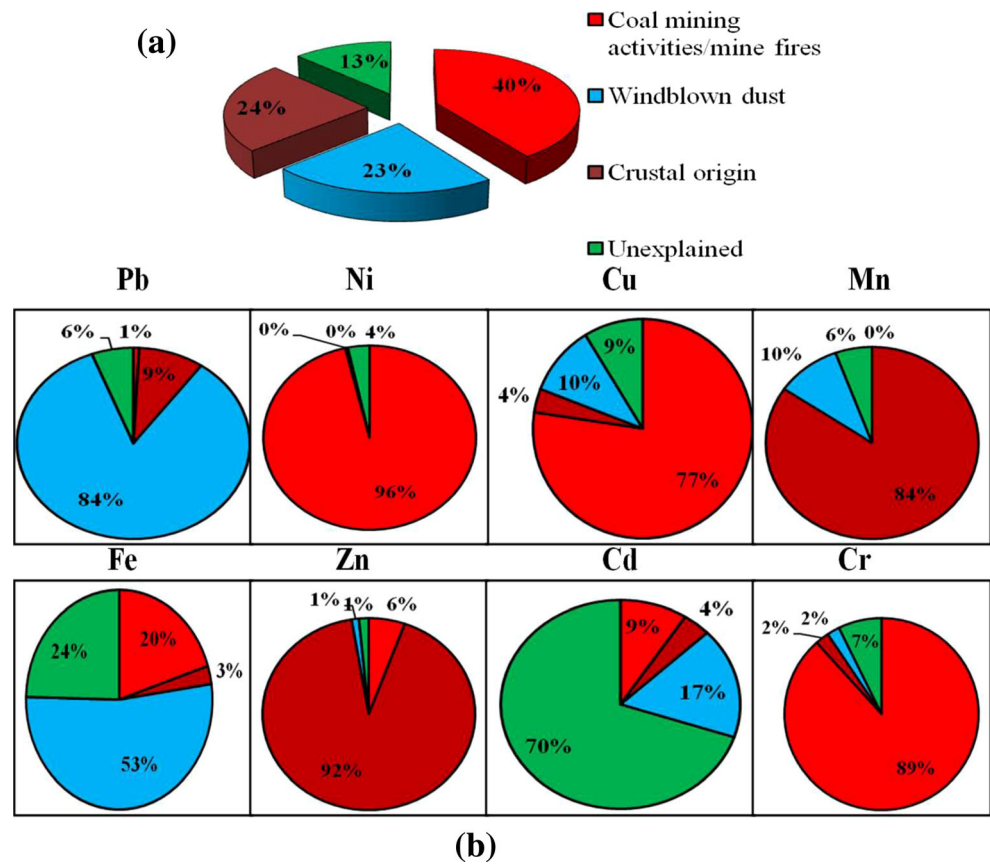 (a)
13%
40%
24%
23%
Coal mining
activities/mine fires
Windblown dust
Crustal origin
Unexplained
Pb
Ni
Cu
Mn
6%
1%
9%
84%
0%
0%
4%
96%
9%
10%
4%
77%
10%
6%
0%
84%
Fe
Zn
Cd
Cr
24%
20%
3%
53%
1%
1%
6%
92%
9%
4%
17%
70%
2%
2%
7%
89%
(b)